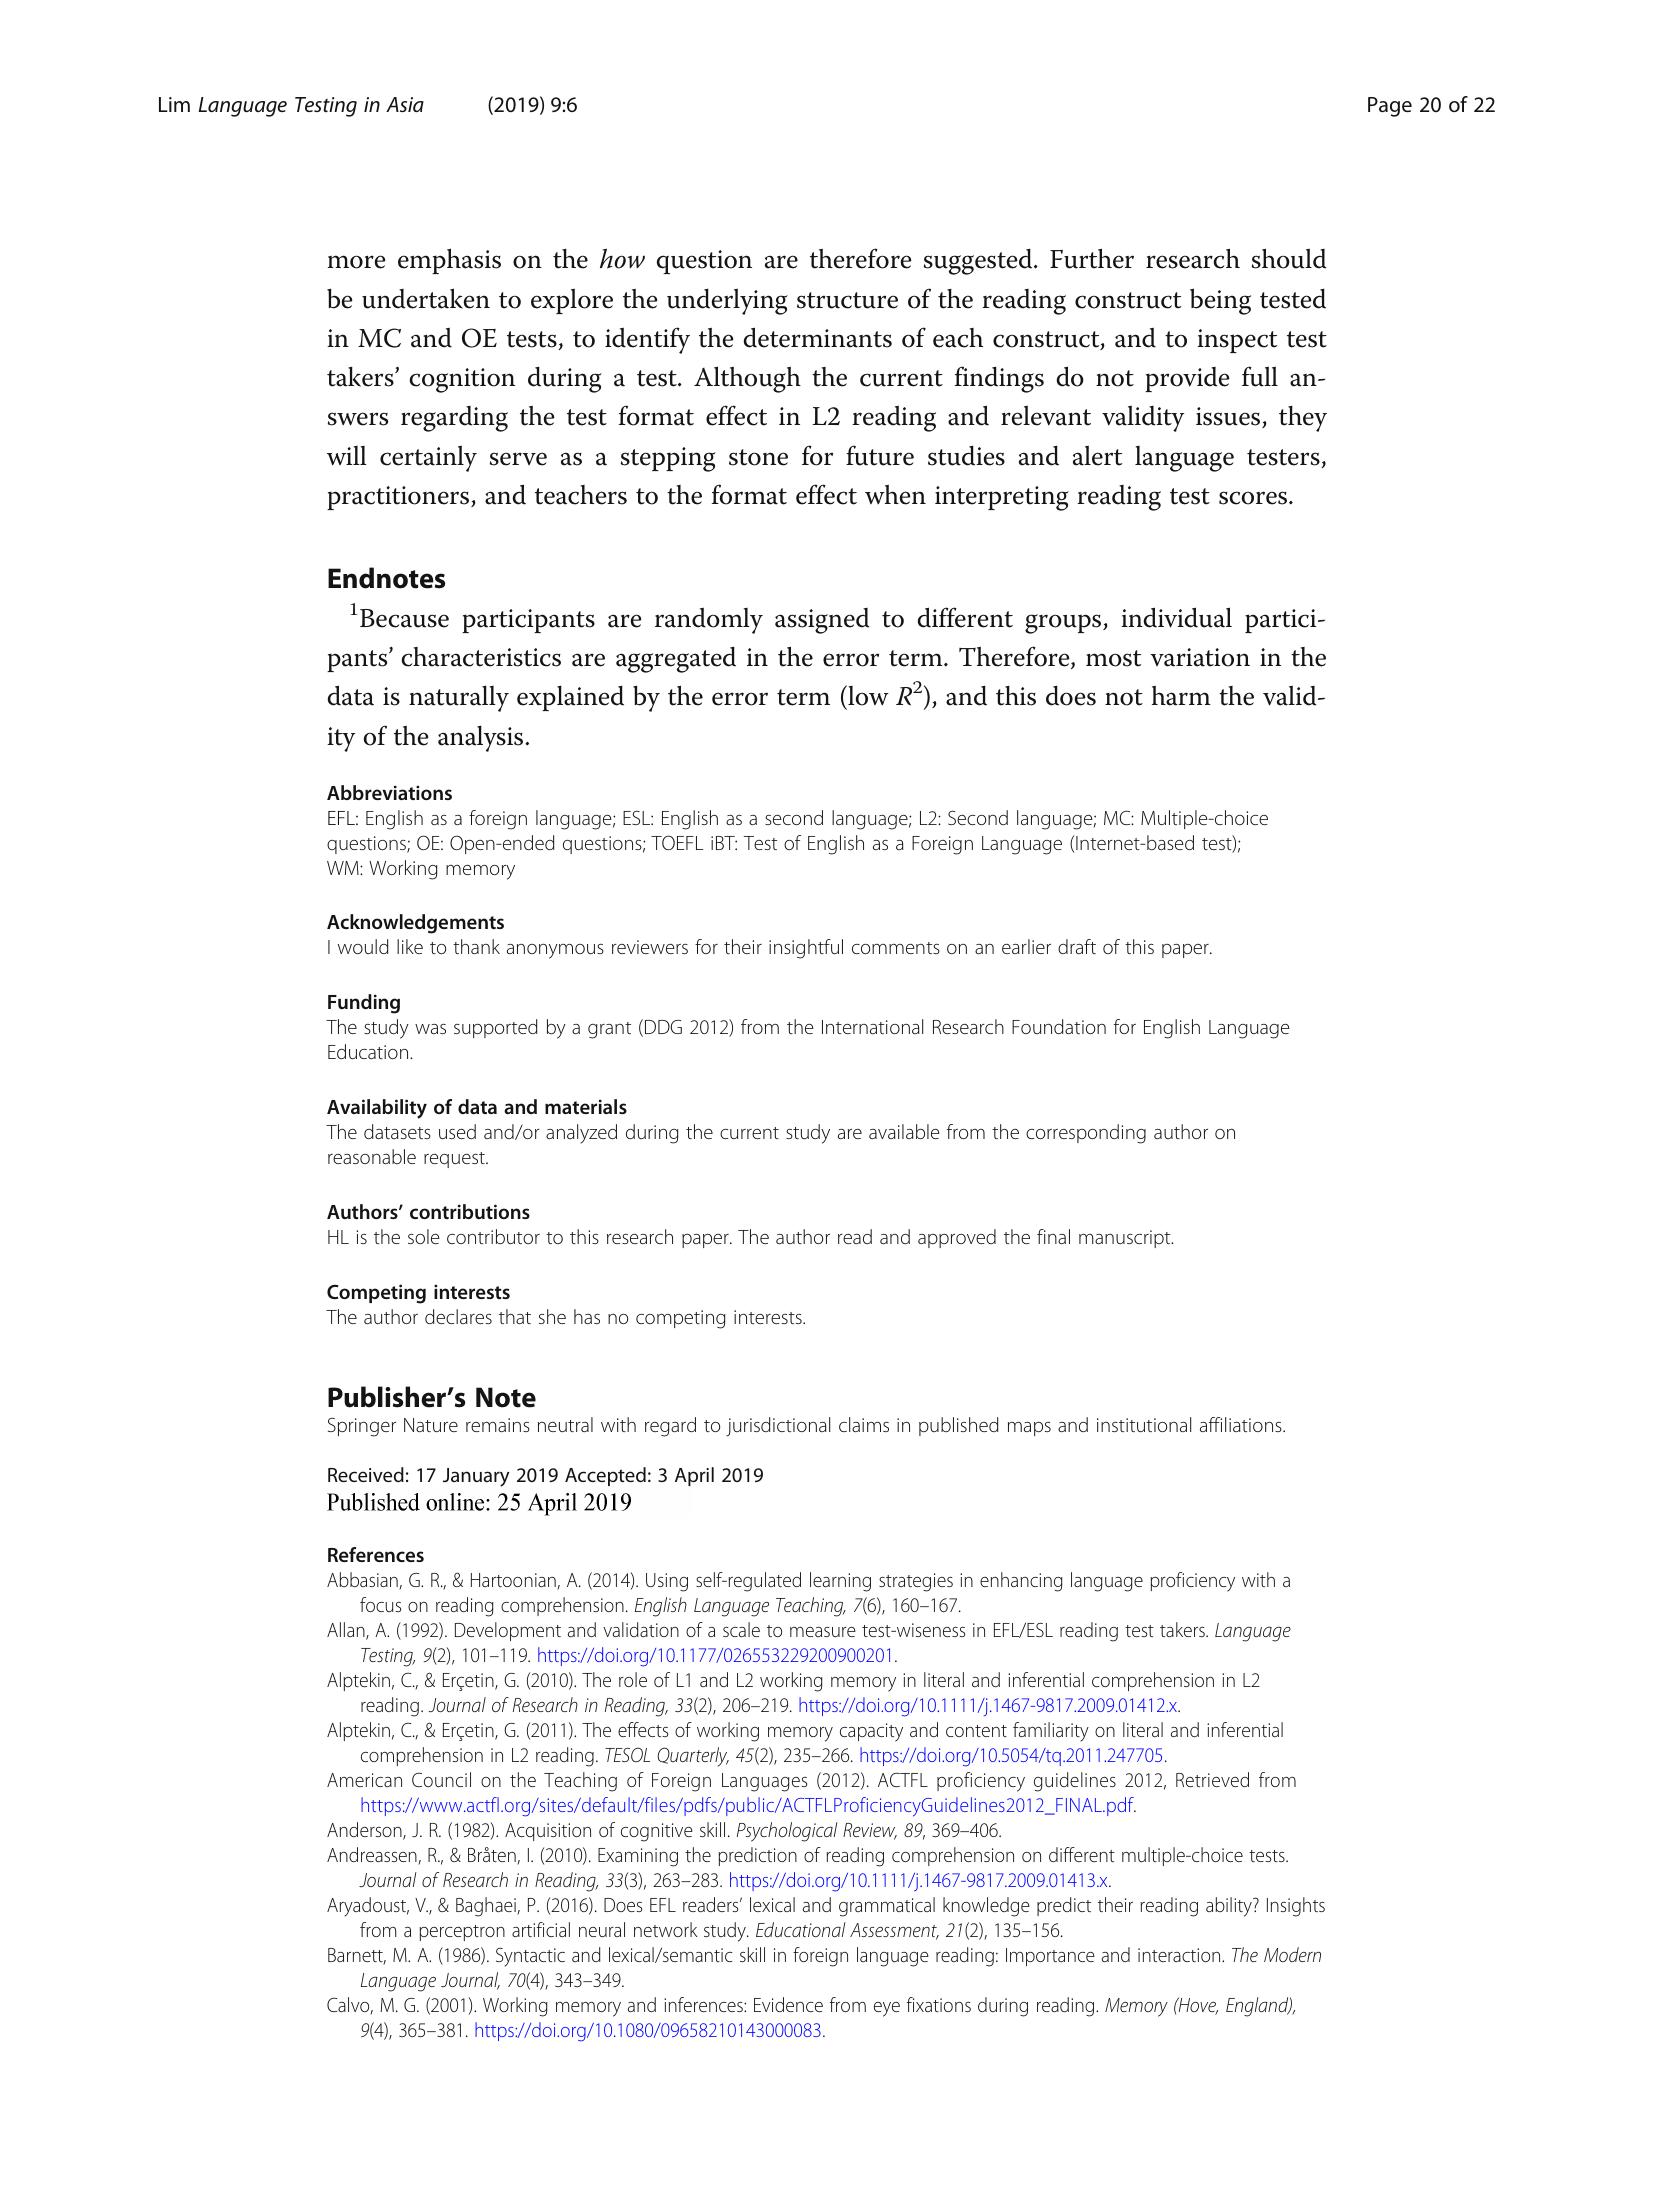 Lim Language Testing in Asia (2019) 9:6 Page 20 of 22
more emphasis on the how question are therefore suggested. Further research should
be undertaken to explore the underlying structure of the reading construct being tested
in MC and OE tests, to identify the determinants of each construct, and to inspect test
takers’ cognition during a test. Although the current findings do not provide full an-
swers regarding the test format effect in L2 reading and relevant validity issues, they
will certainly serve as a stepping stone for future studies and alert language testers,
practitioners, and teachers to the format effect when interpreting reading test scores.
Endnotes
¹Because participants are randomly assigned to different groups, individual partici-
pants’ characteristics are aggregated in the error term. Therefore, most variation in the
data is naturally explained by the error term (low R²), and this does not harm the valid-
ity of the analysis.
Abbreviations
EFL: English as a foreign language; ESL: English as a second language; L2: Second language; MC: Multiple-choice
questions; OE: Open-ended questions; TOEFL iBT: Test of English as a Foreign Language (Internet-based test);
WM: Working memory
Acknowledgements
I would like to thank anonymous reviewers for their insightful comments on an earlier draft of this paper.
Funding
The study was supported by a grant (DDG 2012) from the International Research Foundation for English Language
Education.
Availability of data and materials
The datasets used and/or analyzed during the current study are available from the corresponding author on
reasonable request.
Authors’ contributions
HL is the sole contributor to this research paper. The author read and approved the final manuscript.
Competing interests
The author declares that she has no competing interests.
Publisher’s Note
Springer Nature remains neutral with regard to jurisdictional claims in published maps and institutional affiliations.
Received: 17 January 2019 Accepted: 3 April 2019
Published online: 25 April 2019
References
Abbasian, G. R., & Hartoonian, A. (2014). Using self-regulated learning strategies in enhancing language proficiency with a
focus on reading comprehension. English Language Teaching, 7(6), 160–167.
Allan, A. (1992). Development and validation of a scale to measure test-wiseness in EFL/ESL reading test takers. Language
Testing, 9(2), 101–119. https://doi.org/10.1177/026553229200900201.
Alptekin, C., & Erçetin, G. (2010). The role of L1 and L2 working memory in literal and inferential comprehension in L2
reading. Journal of Research in Reading, 33(2), 206–219. https://doi.org/10.1111/j.1467-9817.2009.01412.x.
Alptekin, C., & Erçetin, G. (2011). The effects of working memory capacity and content familiarity on literal and inferential
comprehension in L2 reading. TESOL Quarterly, 45(2), 235–266. https://doi.org/10.5054/tq.2011.247705.
American Council on the Teaching of Foreign Languages (2012). ACTFL proficiency guidelines 2012, Retrieved from
https://www.actfl.org/sites/default/files/pdfs/public/ACTFLProficiencyGuidelines2012_FINAL.pdf.
Anderson, J. R. (1982). Acquisition of cognitive skill. Psychological Review, 89, 369–406.
Andreassen, R., & Bråten, I. (2010). Examining the prediction of reading comprehension on different multiple-choice tests.
Journal of Research in Reading, 33(3), 263–283. https://doi.org/10.1111/j.1467-9817.2009.01413.x.
Aryadoust, V., & Baghaei, P. (2016). Does EFL readers’ lexical and grammatical knowledge predict their reading ability? Insights
from a perceptron artificial neural network study. Educational Assessment, 21(2), 135–156.
Barnett, M. A. (1986). Syntactic and lexical/semantic skill in foreign language reading: Importance and interaction. The Modern
Language Journal, 70(4), 343–349.
Calvo, M. G. (2001). Working memory and inferences: Evidence from eye fixations during reading. Memory (Hove, England),
9(4), 365–381. https://doi.org/10.1080/09658210143000083.